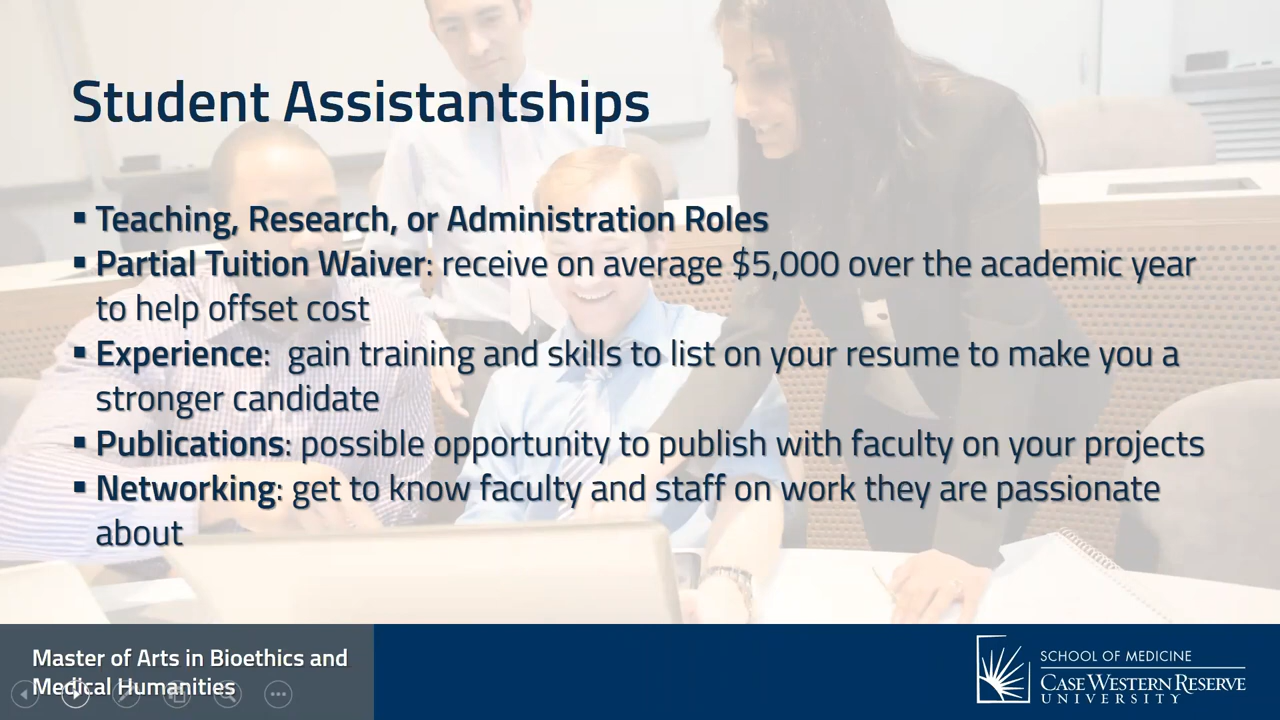 Student Assistantships
▪ Teaching, Research, or Administration Roles
▪ Partial Tuition Waiver: receive on average $5,000 over the academic year
to help offset cost
▪ Experience:  gain training and skills to list on your resume to make you a
stronger candidate
▪ Publications: possible opportunity to publish with faculty on your projects
▪ Networking: get to know faculty and staff on work they are passionate
about
Master of Arts in Bioethics and
Medical Humanities
SCHOOL OF MEDICINE
CASE WESTERN RESERVE
UNIVERSITY